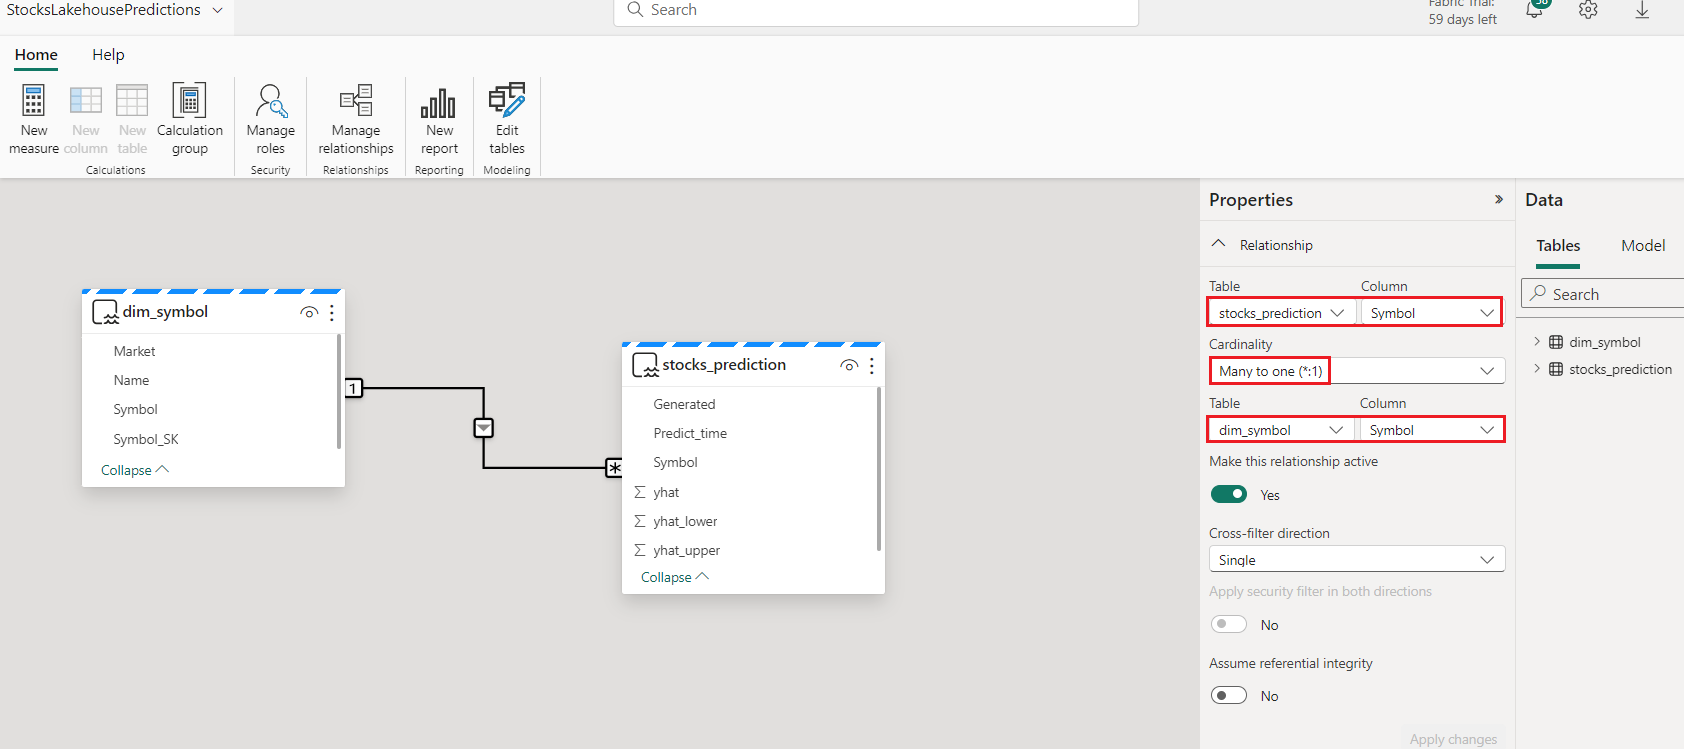 StocksLakehousePredictions
Search
Fabric Trial:
59 days left
Home
Help
New measure
New column
New table
Calculation group
Calculations
Manage roles
Security
Manage relationships
Relationships
New report
Reporting
Edit tables
Modeling
dim_symbol
Market
Name
Symbol
Symbol_SK
Collapse
1
*
stocks_prediction
Generated
Predict_time
Symbol
yhat
yhat_lower
yhat_upper
Collapse
Properties
Relationship
Table Column
stocks_prediction Symbol
Cardinality
Many to one (*:1)
Table Column
dim_symbol Symbol
Make this relationship active
Yes
Cross-filter direction
Single
Apply security filter in both directions
No
Assume referential integrity
No
Apply changes
Data
Tables Model
Search
dim_symbol
stocks_prediction